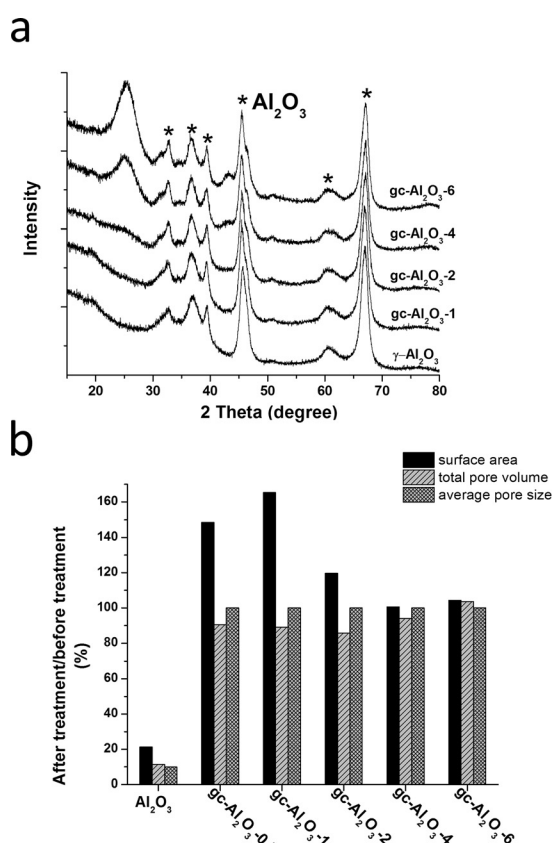 a
* * * * Al₂O₃ * *
gc-Al₂O₃-6
gc-Al₂O₃-4
gc-Al₂O₃-2
gc-Al₂O₃-1
γ-Al₂O₃
Intensity
20 30 40 50 60 70 80
2 Theta (degree)
b
surface area
total pore volume
average pore size
After treatment/before treatment
(%)
160
140
120
100
80
60
40
20
0
Al₂O₃
gc-Al₂O₃-0.
gc-Al₂O₃-1
gc-Al₂O₃-2
gc-Al₂O₃-4
gc-Al₂O₃-6